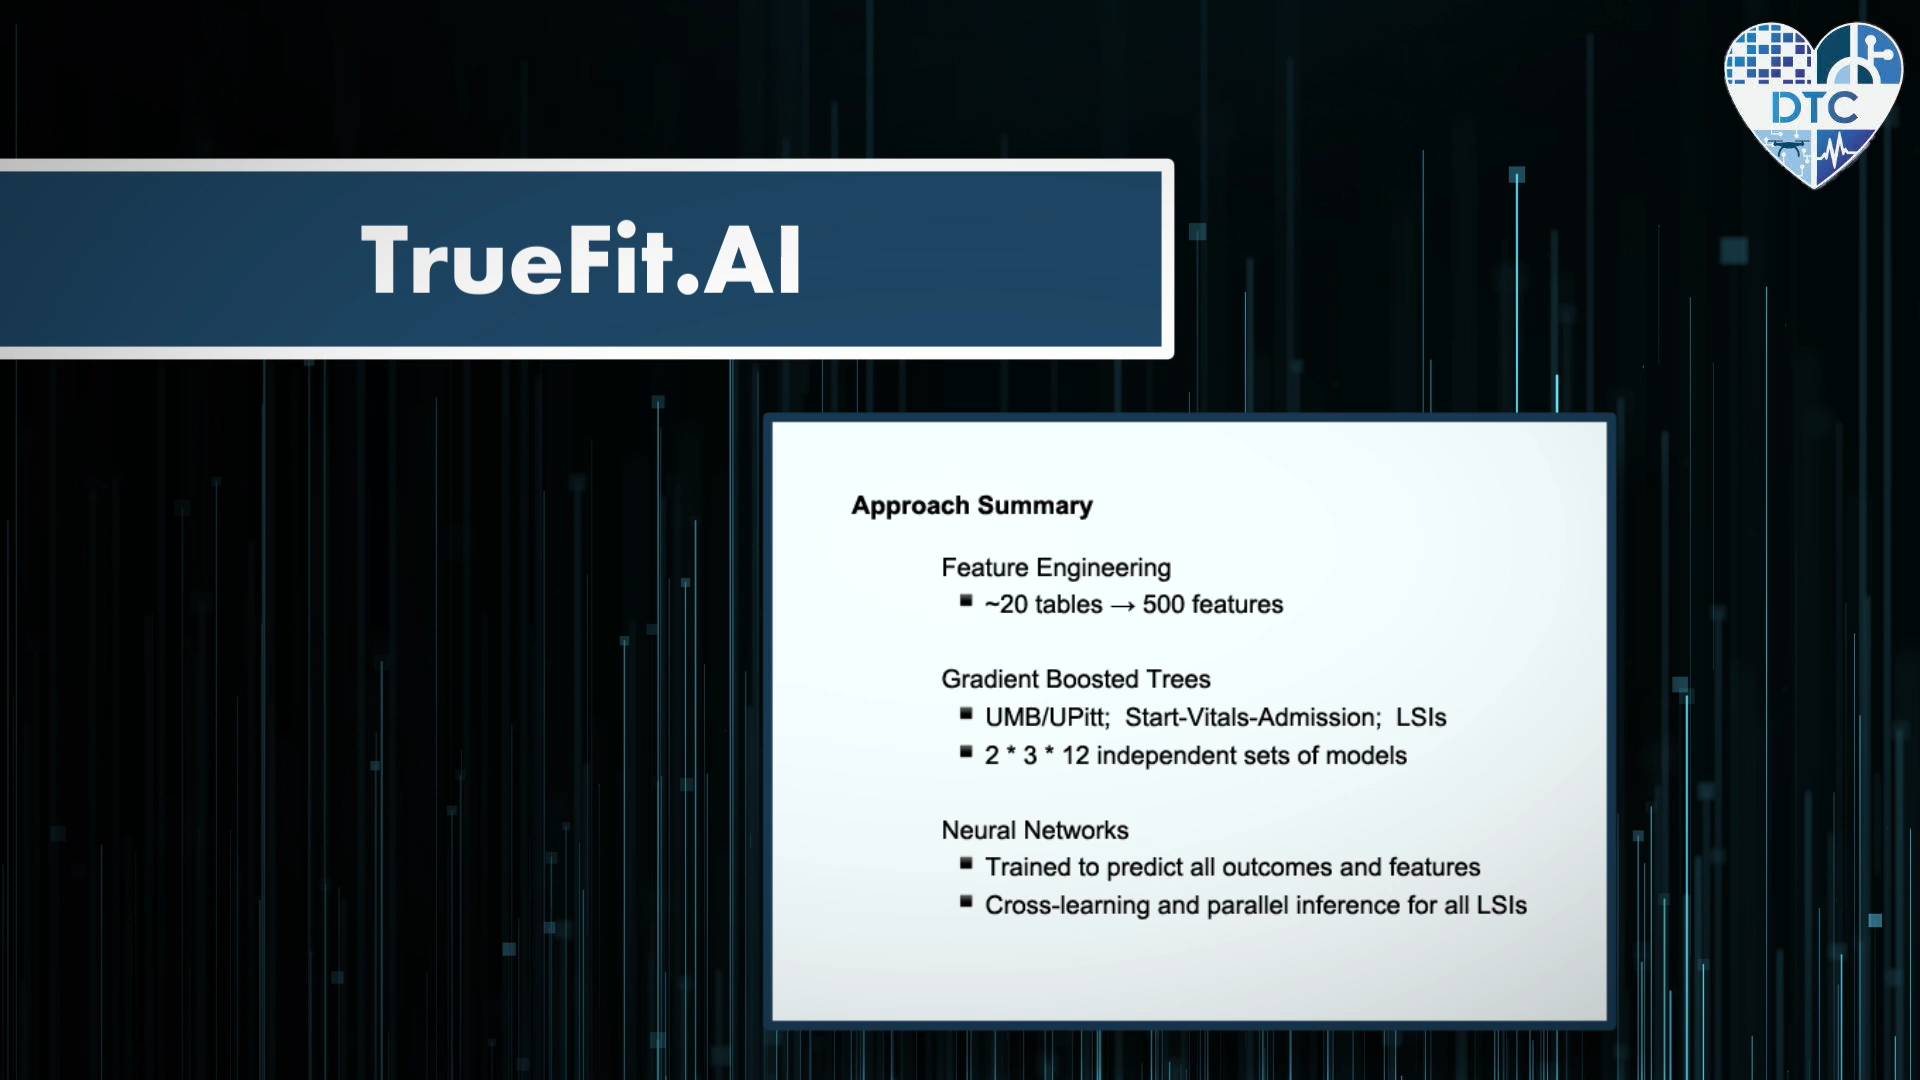 DTC
TrueFit.AI
Approach Summary
Feature Engineering
▪ ~20 tables → 500 features
Gradient Boosted Trees
▪ UMB/UPitt; Start-Vitals-Admission; LSIs
▪ 2 * 3 * 12 independent sets of models
Neural Networks
▪ Trained to predict all outcomes and features
▪ Cross-learning and parallel inference for all LSIs